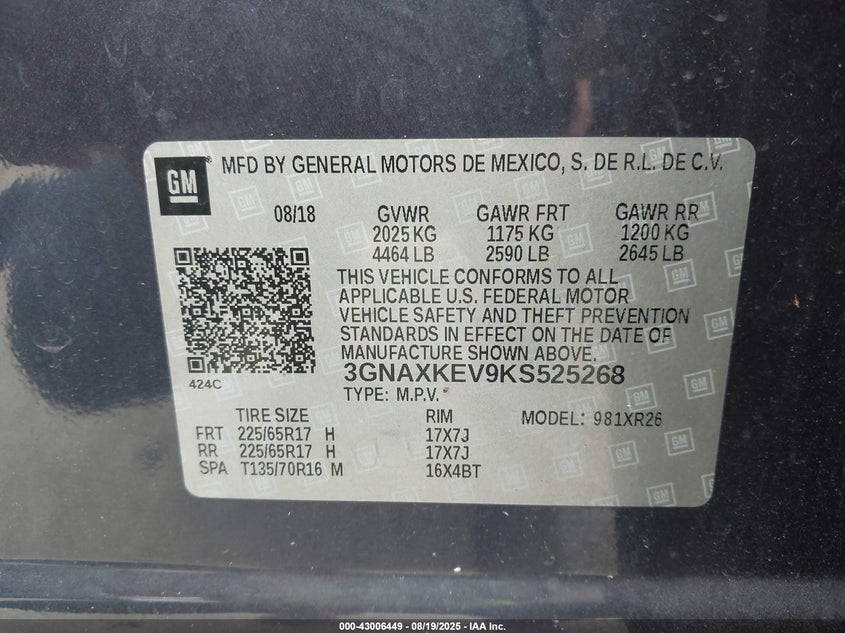 GM MFD BY GENERAL MOTORS DE MEXICO, S. DE R.L. DE C.V.
08/18 GVWR GAWR FRT GAWR RR
2025 KG 1175 KG 1200 KG
4464 LB 2590 LB 2645 LB
THIS VEHICLE CONFORMS TO ALL
APPLICABLE U.S. FEDERAL MOTOR
VEHICLE SAFETY AND THEFT PREVENTION
STANDARDS IN EFFECT ON THE DATE OF
MANUFACTURE SHOWN ABOVE.
424C
3GNAXKEV9KS525268
TYPE: M.P.V.
TIRE SIZE RIM MODEL: 981XR26
FRT 225/65R17 H 17X7J
RR 225/65R17 H 17X7J
SPA T135/70R16 M 16X4BT
000-43006449 - 08/19/2025 - IAA Inc.